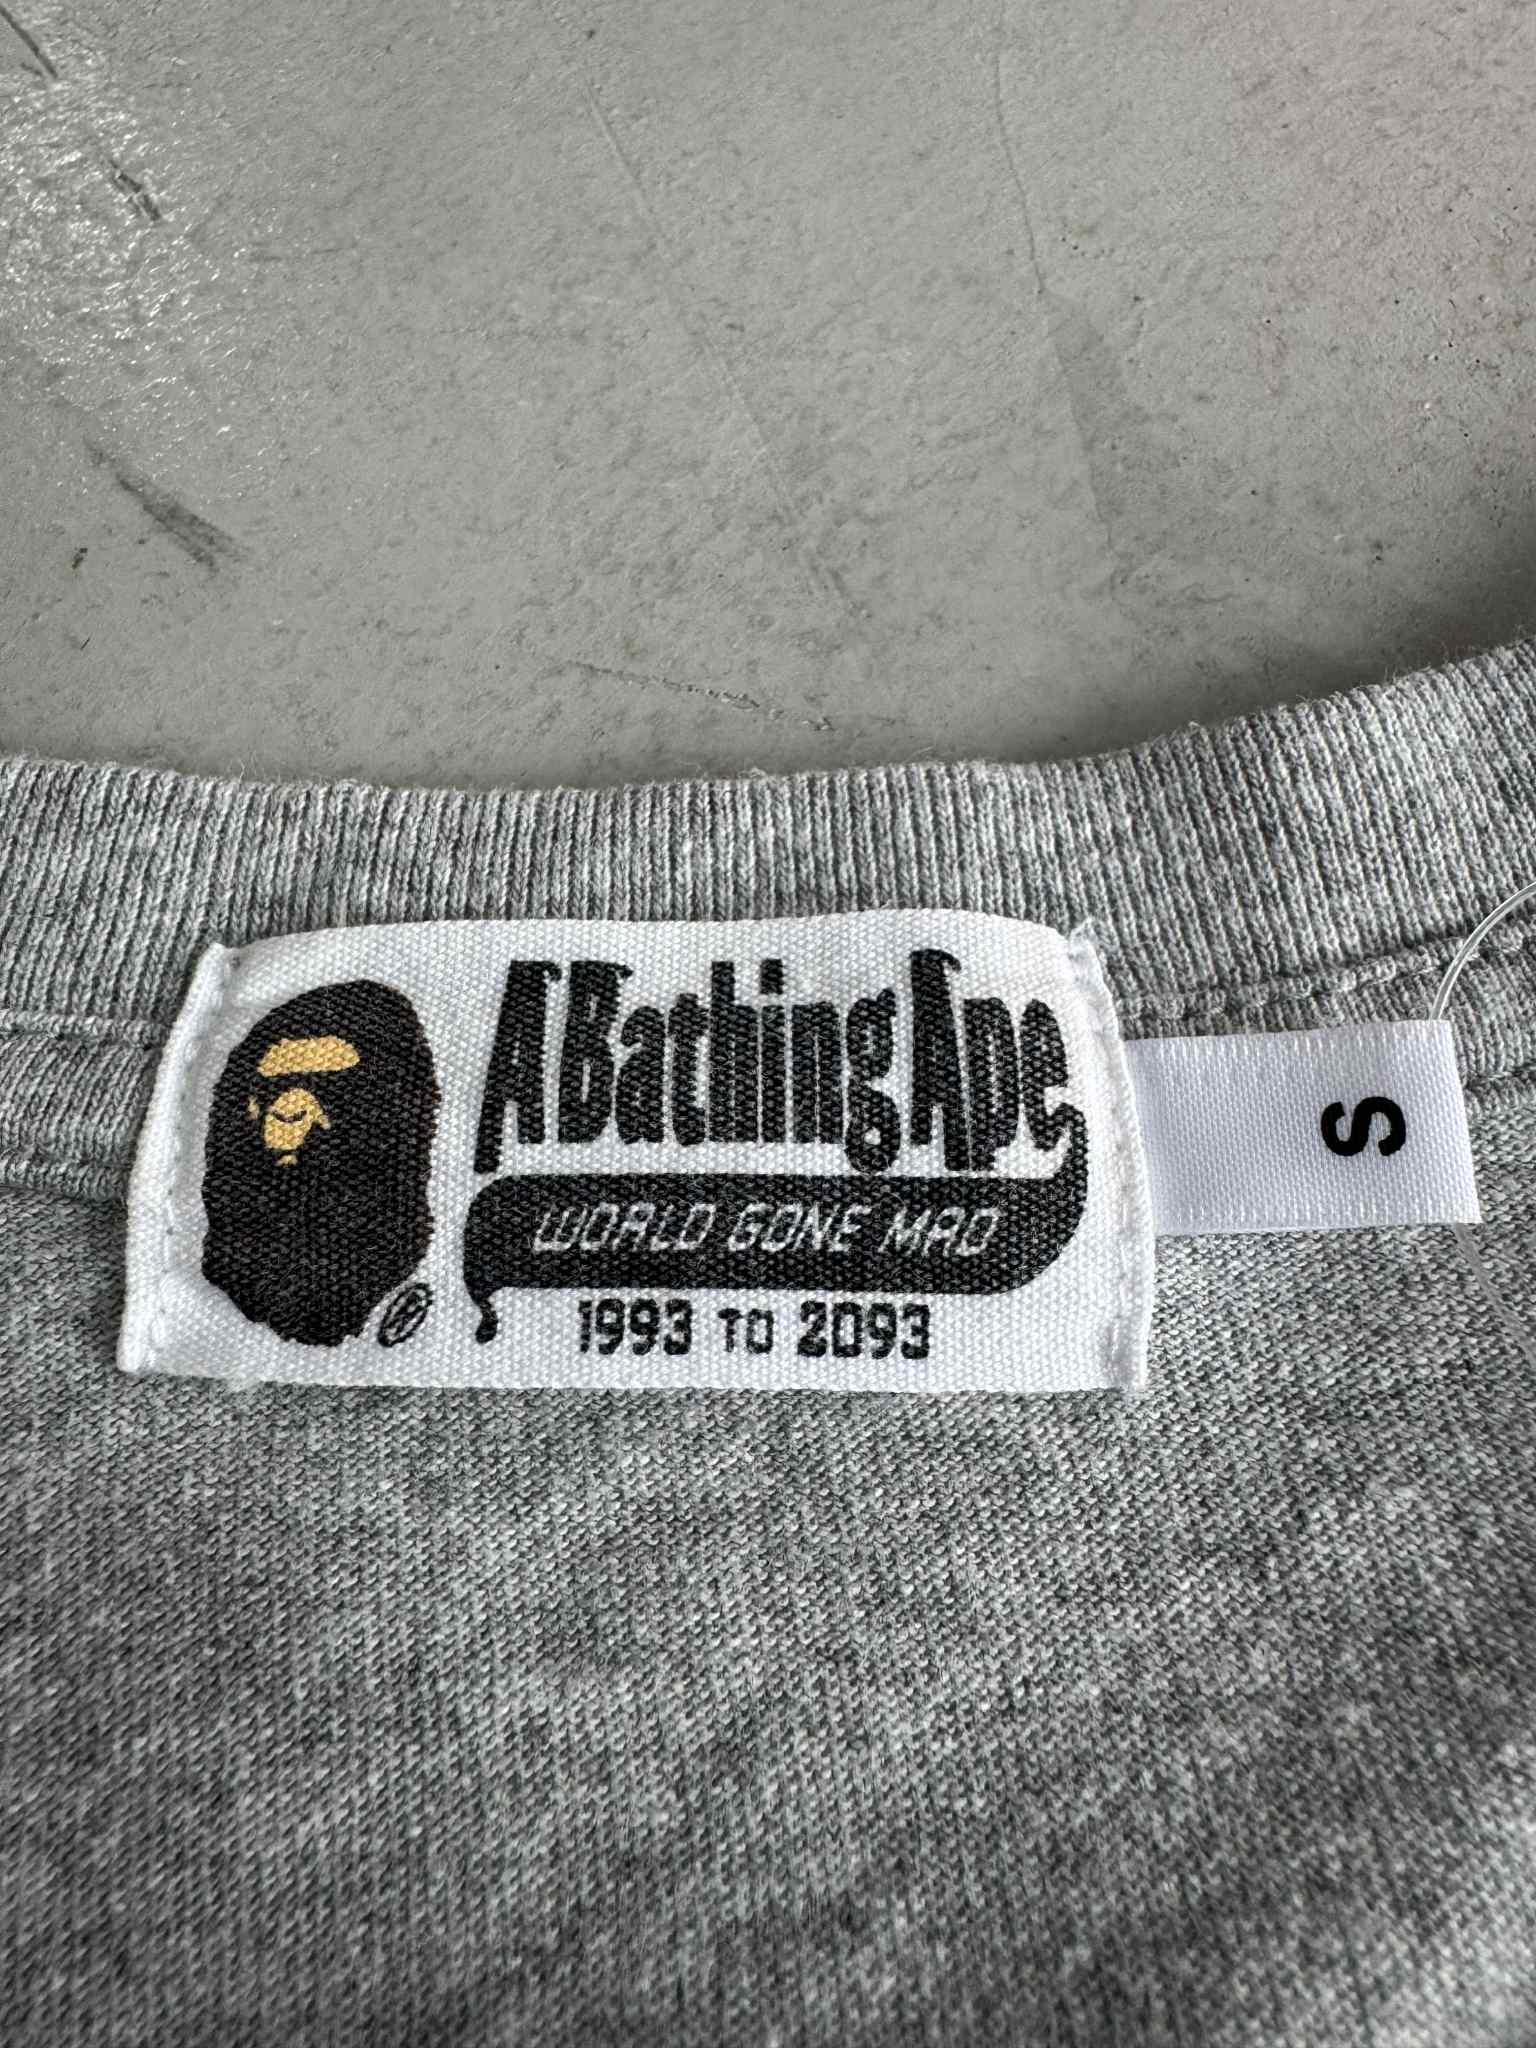 A Bathing Ape
WORLD GONE MAD
®
1993 TO 2093
S